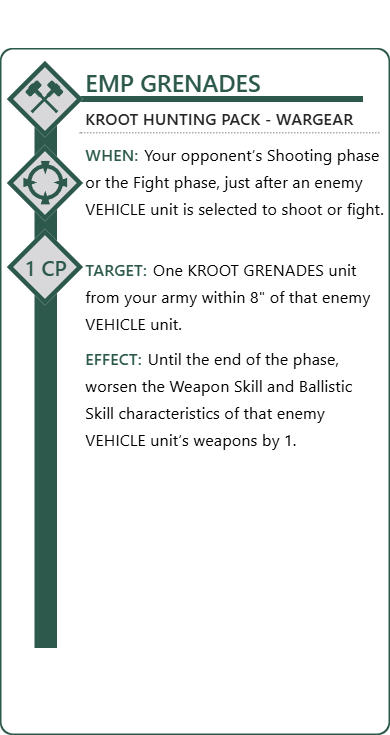 EMP GRENADES
KROOT HUNTING PACK - WARGEAR
WHEN: Your opponent's Shooting phase
or the Fight phase, just after an enemy
VEHICLE unit is selected to shoot or fight.
1 CP
TARGET: One KROOT GRENADES unit
from your army within 8" of that enemy
VEHICLE unit.
EFFECT: Until the end of the phase,
worsen the Weapon Skill and Ballistic
Skill characteristics of that enemy
VEHICLE unit's weapons by 1.